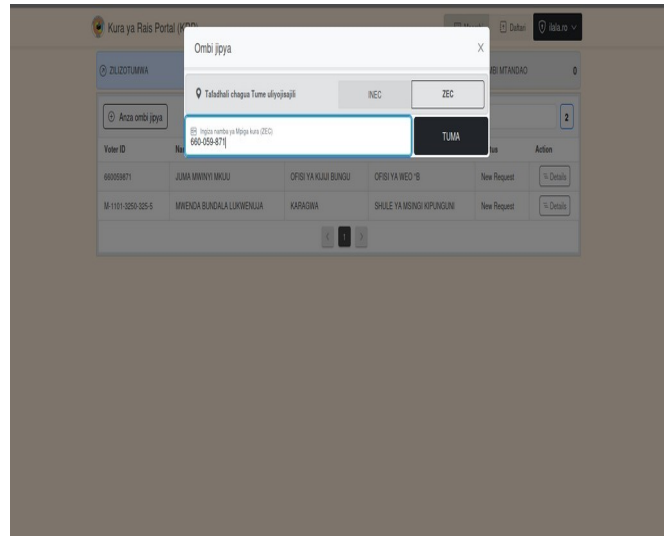 Kura ya Rais Portal
Daftari
ilala.ro
Ombi jipya
X
ZILIZOTUMWA
MBI MTANDAO
0
Tafadhali chagua Tume uliyojisajili
INEC
ZEC
Anza ombi jipya
2
Ingiza namba ya Mpiga kura (ZEC)
660-059-871
TUMA
Voter ID
Action
660059871
JUMA MWINYI MKUU
OFISI YA KIJIJI BUNGU
OFISI YA WEO "B
New Request
Details
M-1101-3250-325-5
MWENDA BUNDALA LUKWENUJA
KARAGWA
SHULE YA MSINGI KIPUNGUNI
New Request
Details
1